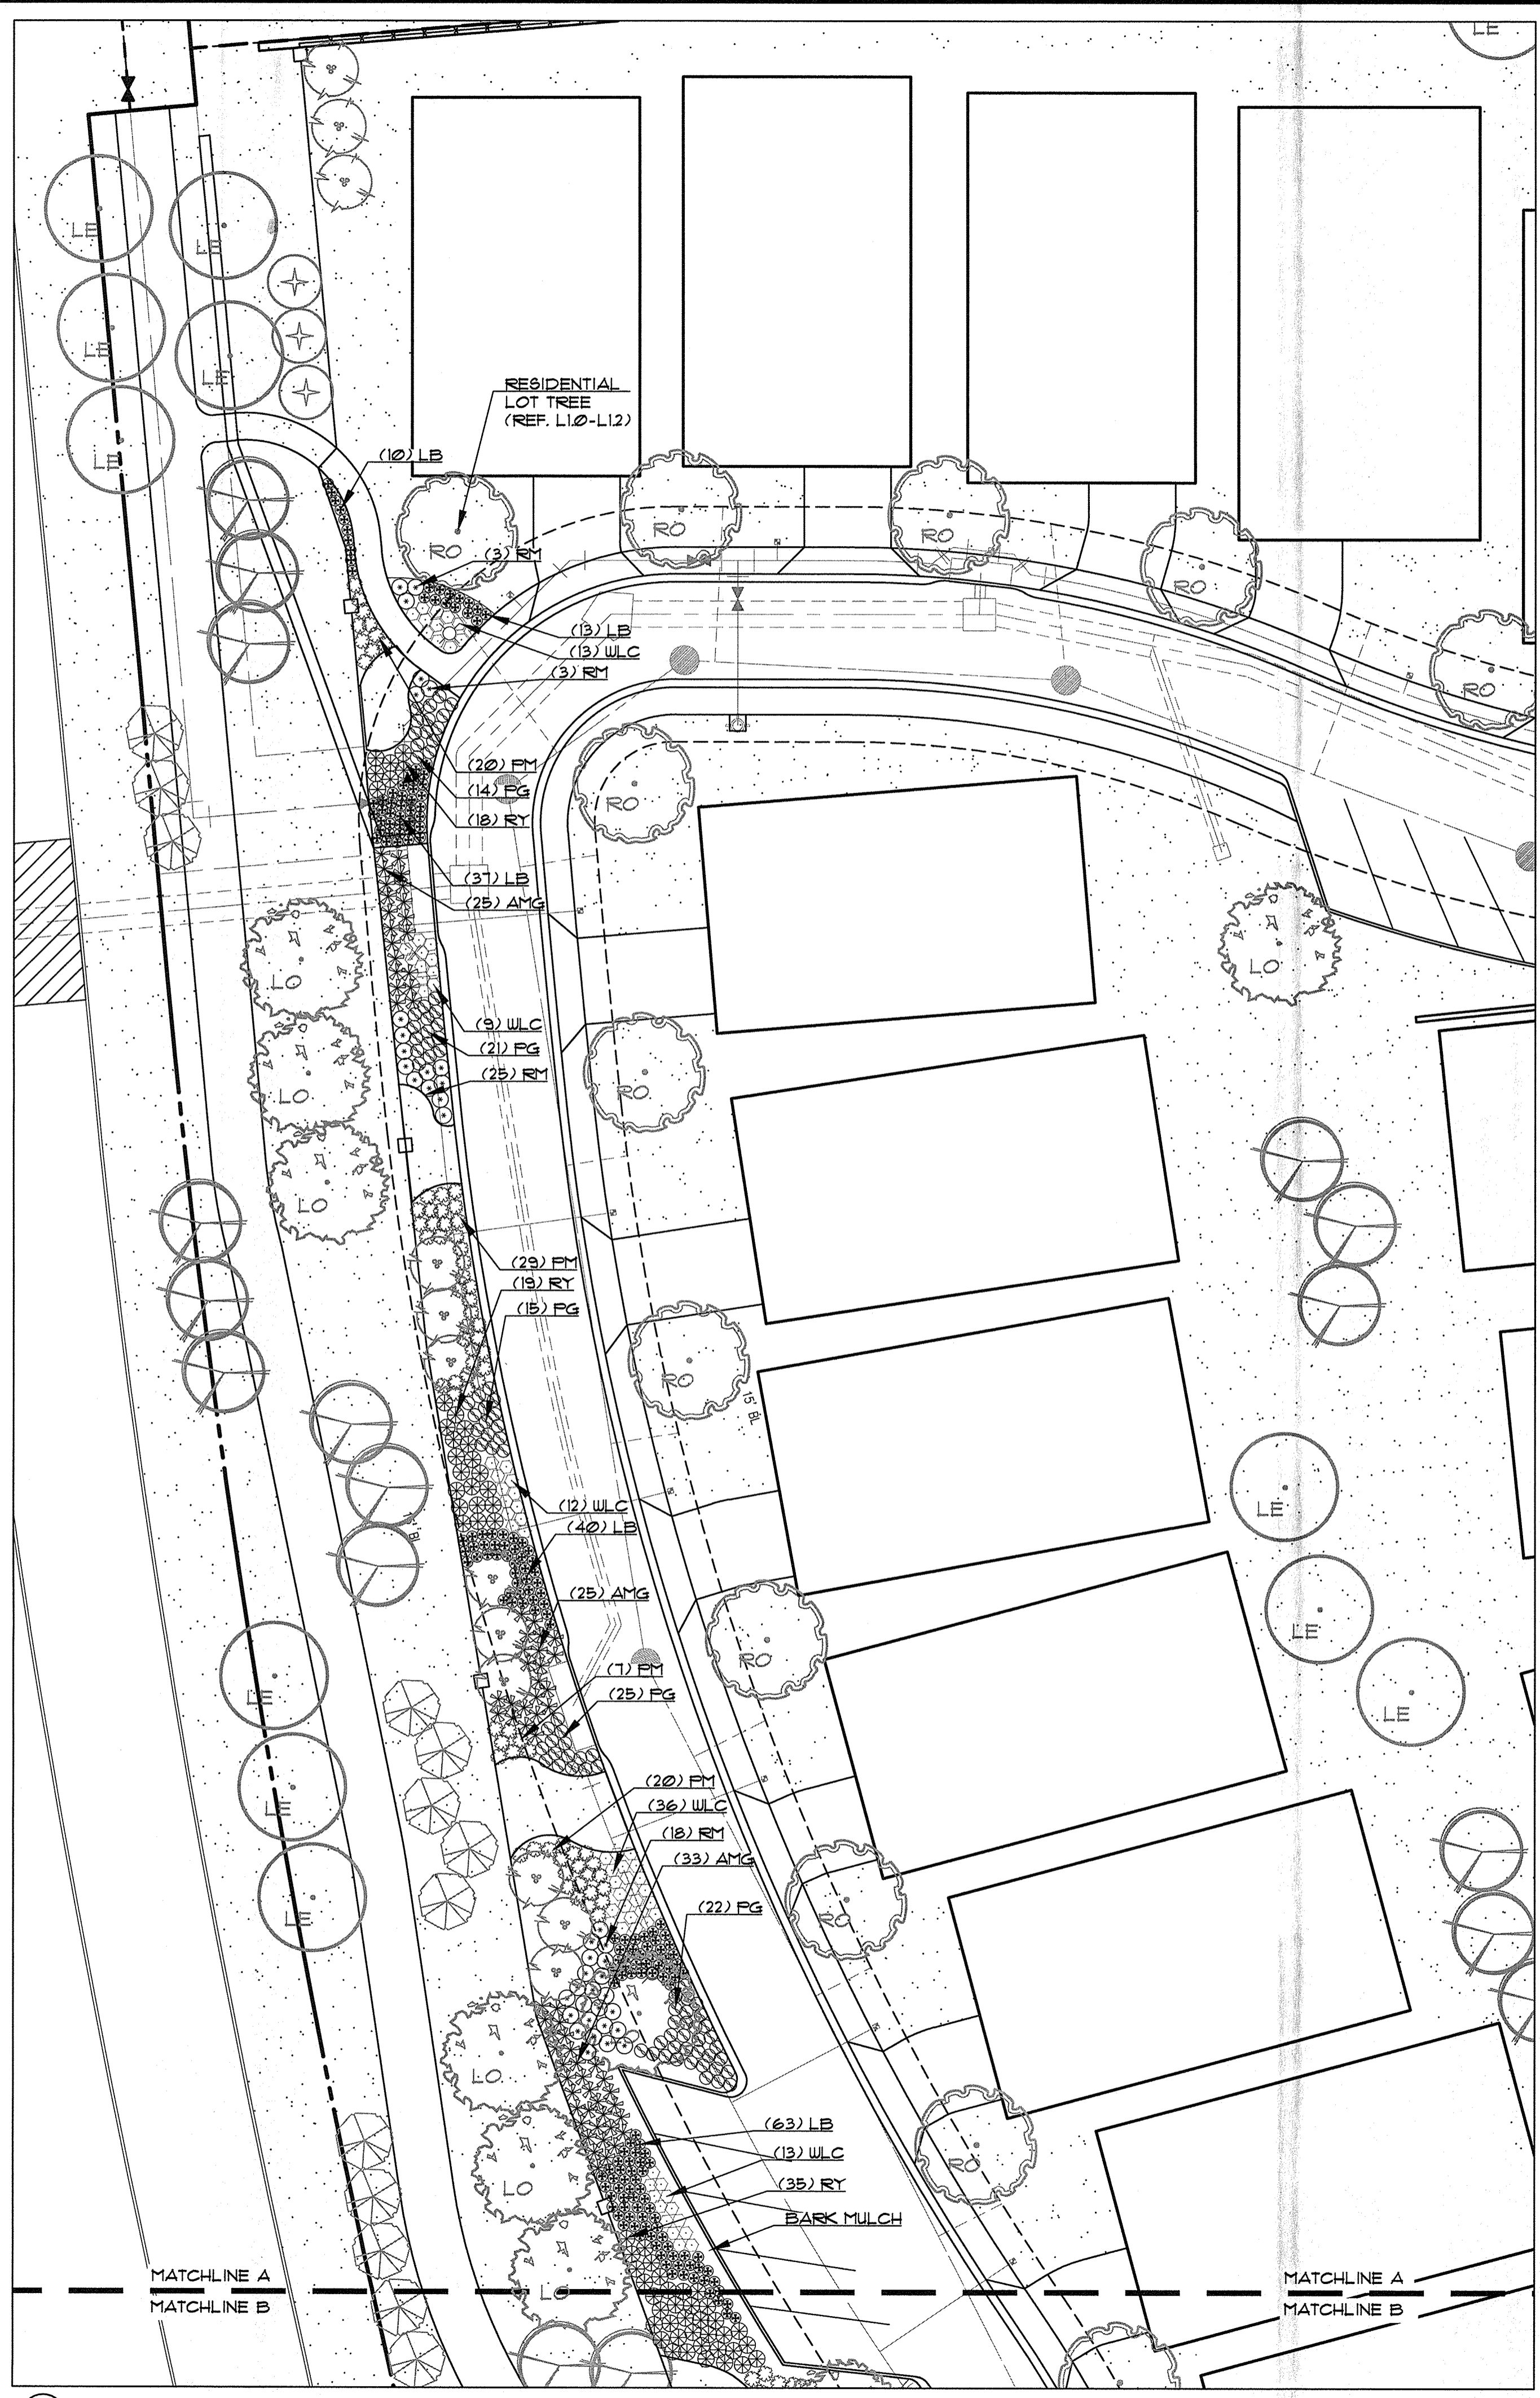 LE
LE
LE
LE
LE
LE
RESIDENTIAL
LOT TREE
(REF. L1.0-L1.2)
(10) LB
RO
RO
RO
RO
RO
(3) RM
(13) LB
(13) WLC
(3) RM
(20) PM
(14) PG
(18) RY
RO
(37) LB
(25) AMG
LO
LO
(9) WLC
(21) PG
(25) RM
LO
RO
LO
(29) PM
(19) RY
(15) PG
RO
15' BL
(12) WLC
(40) LB
LE
(25) AMG
LE
RO
(7) PM
(25) PG
LE
LE
(20) PM
(36) WLC
LE
(18) RM
(33) AMG
(22) PG
LE
RO
LO
(63) LB
(13) WLC
RO
(35) RY
LO
BARK MULCH
MATCHLINE A
MATCHLINE A
LO
MATCHLINE B
MATCHLINE B